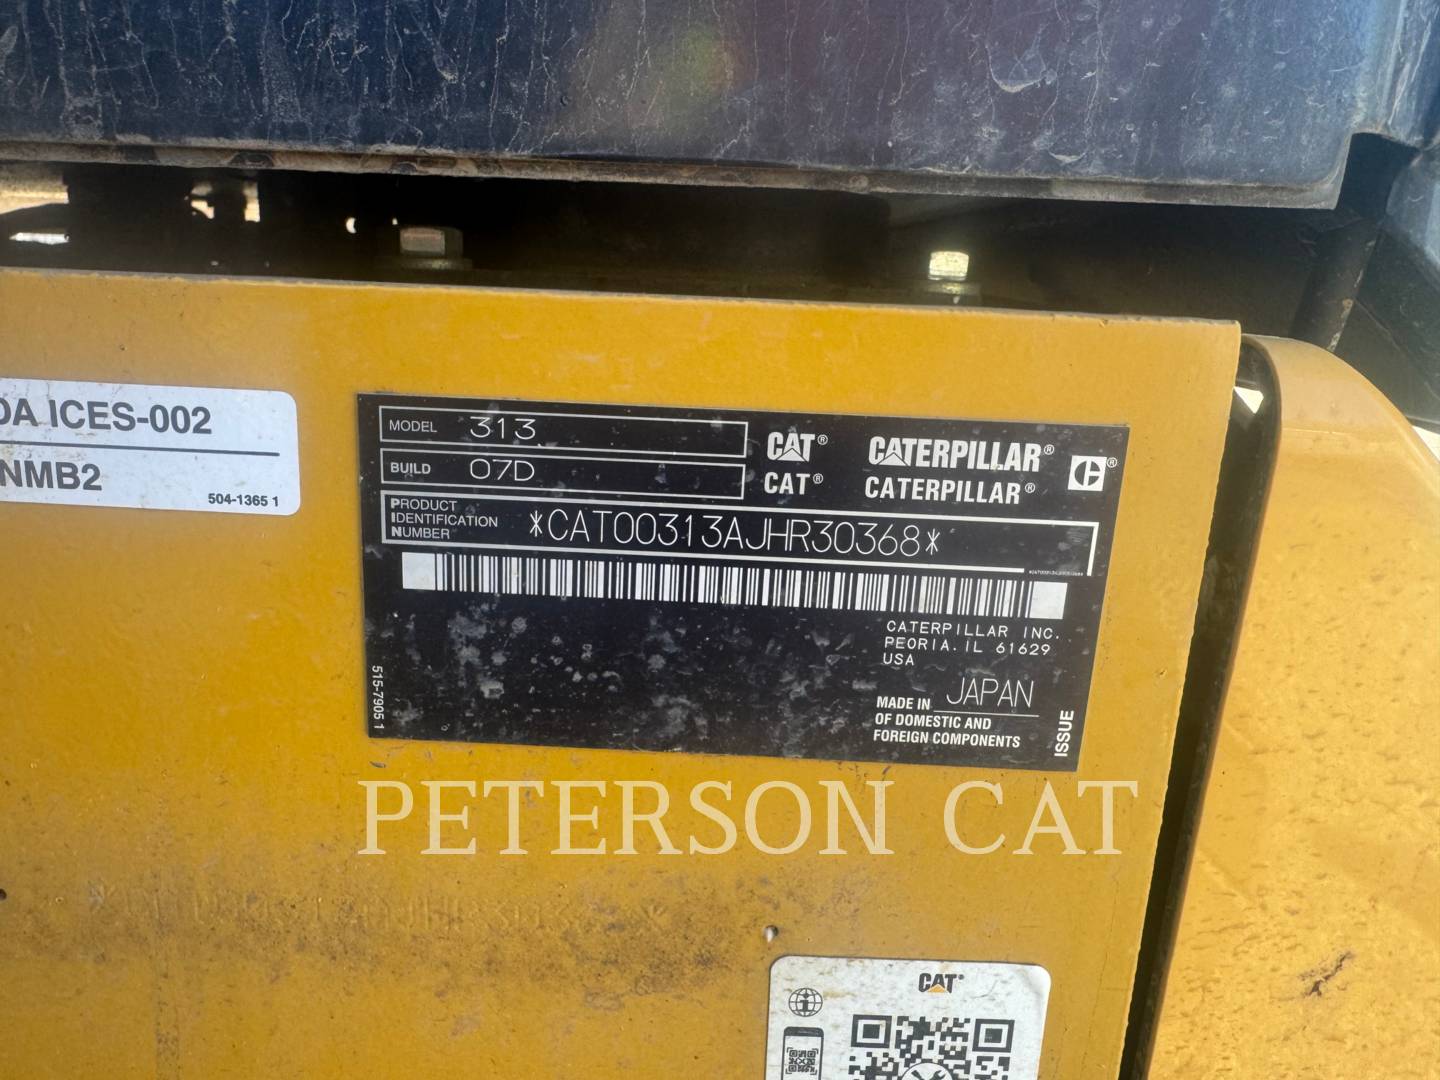 DA ICES-002
NMB2
504-1365 1
MODEL 313
BUILD 07D
PRODUCT
IDENTIFICATION
NUMBER
*CAT00313AJHR30368*
CAT® CATERPILLAR®
CAT® CATERPILLAR®
CATERPILLAR INC.
PEORIA. IL 61629
USA
MADE IN JAPAN
OF DOMESTIC AND
FOREIGN COMPONENTS
ISSUE
515-7905 1
PETERSON CAT
CAT